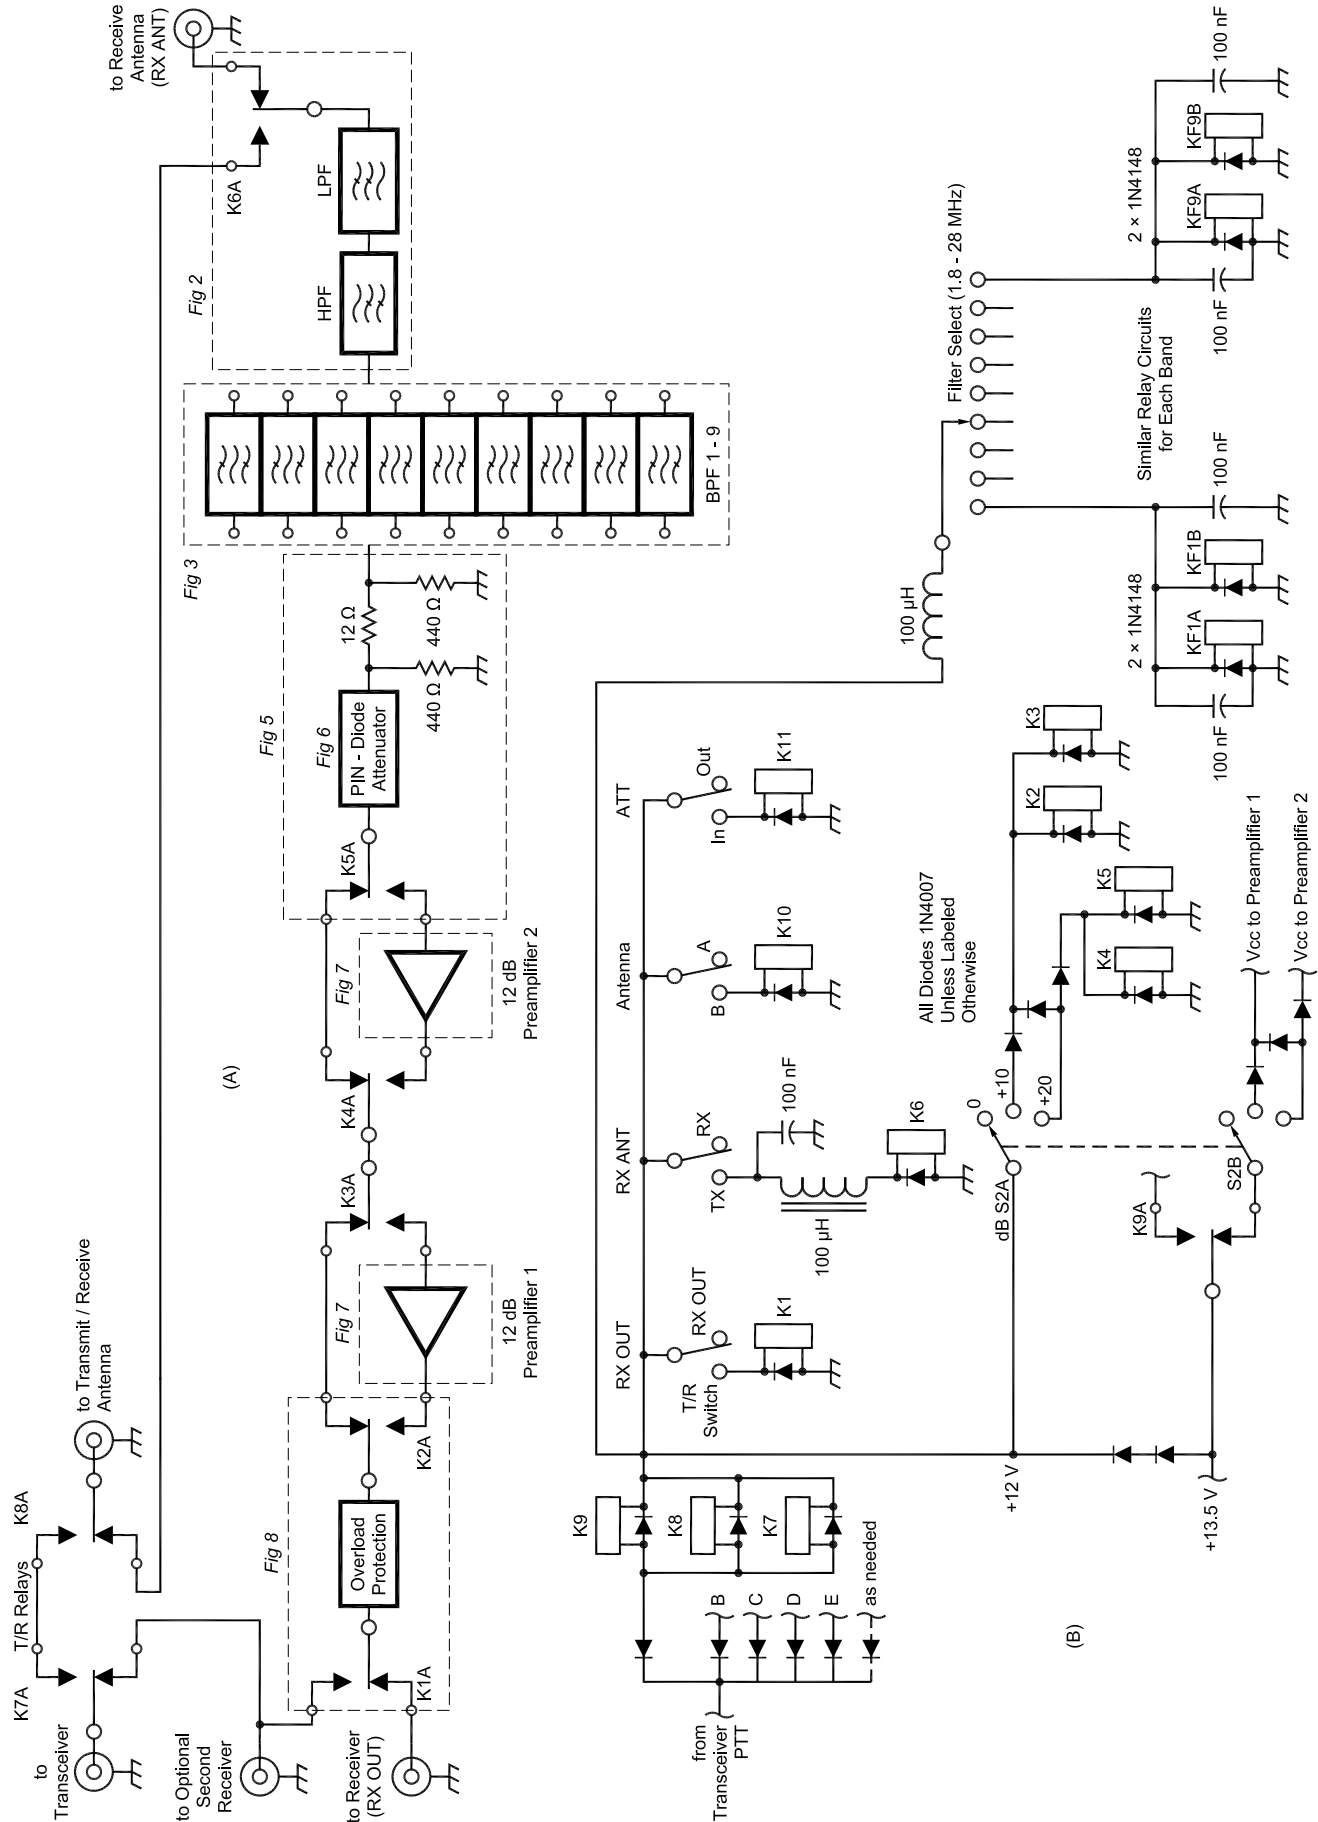 to Receive
Antenna
(RX ANT)
K6A
Fig 2
LPF
HPF
Fig 3
BPF 1 - 9
Fig 5
Fig 6
12 Ω
440 Ω
440 Ω
PIN - Diode
Attenuator
K5A
Fig 7
12 dB
Preamplifier 2
(A)
K4A
K3A
Fig 7
12 dB
Preamplifier 1
K2A
Fig 8
Overload
Protection
K1A
to Transmit / Receive
Antenna
K8A
T/R Relays
K7A
to
Transceiver
to Optional
Second
Receiver
to Receiver
(RX OUT)
from
Transceiver
PTT
B
C
D
E
as needed
(B)
K9
K8
K7
RX OUT
T/R
Switch
RX OUT
K1
RX ANT
TX
RX
100 nF
100 µH
K6
Antenna
B
A
K10
ATT
In
Out
K11
+12 V
+13.5 V
dB S2A
0
+10
+20
K9A
S2B
All Diodes 1N4007
Unless Labeled
Otherwise
K2
K3
K4
K5
Vcc to Preamplifier 1
Vcc to Preamplifier 2
100 µH
Filter Select (1.8 - 28 MHz)
2 × 1N4148
KF1A
KF1B
100 nF
100 nF
Similar Relay Circuits
for Each Band
2 × 1N4148
KF9A
KF9B
100 nF
100 nF